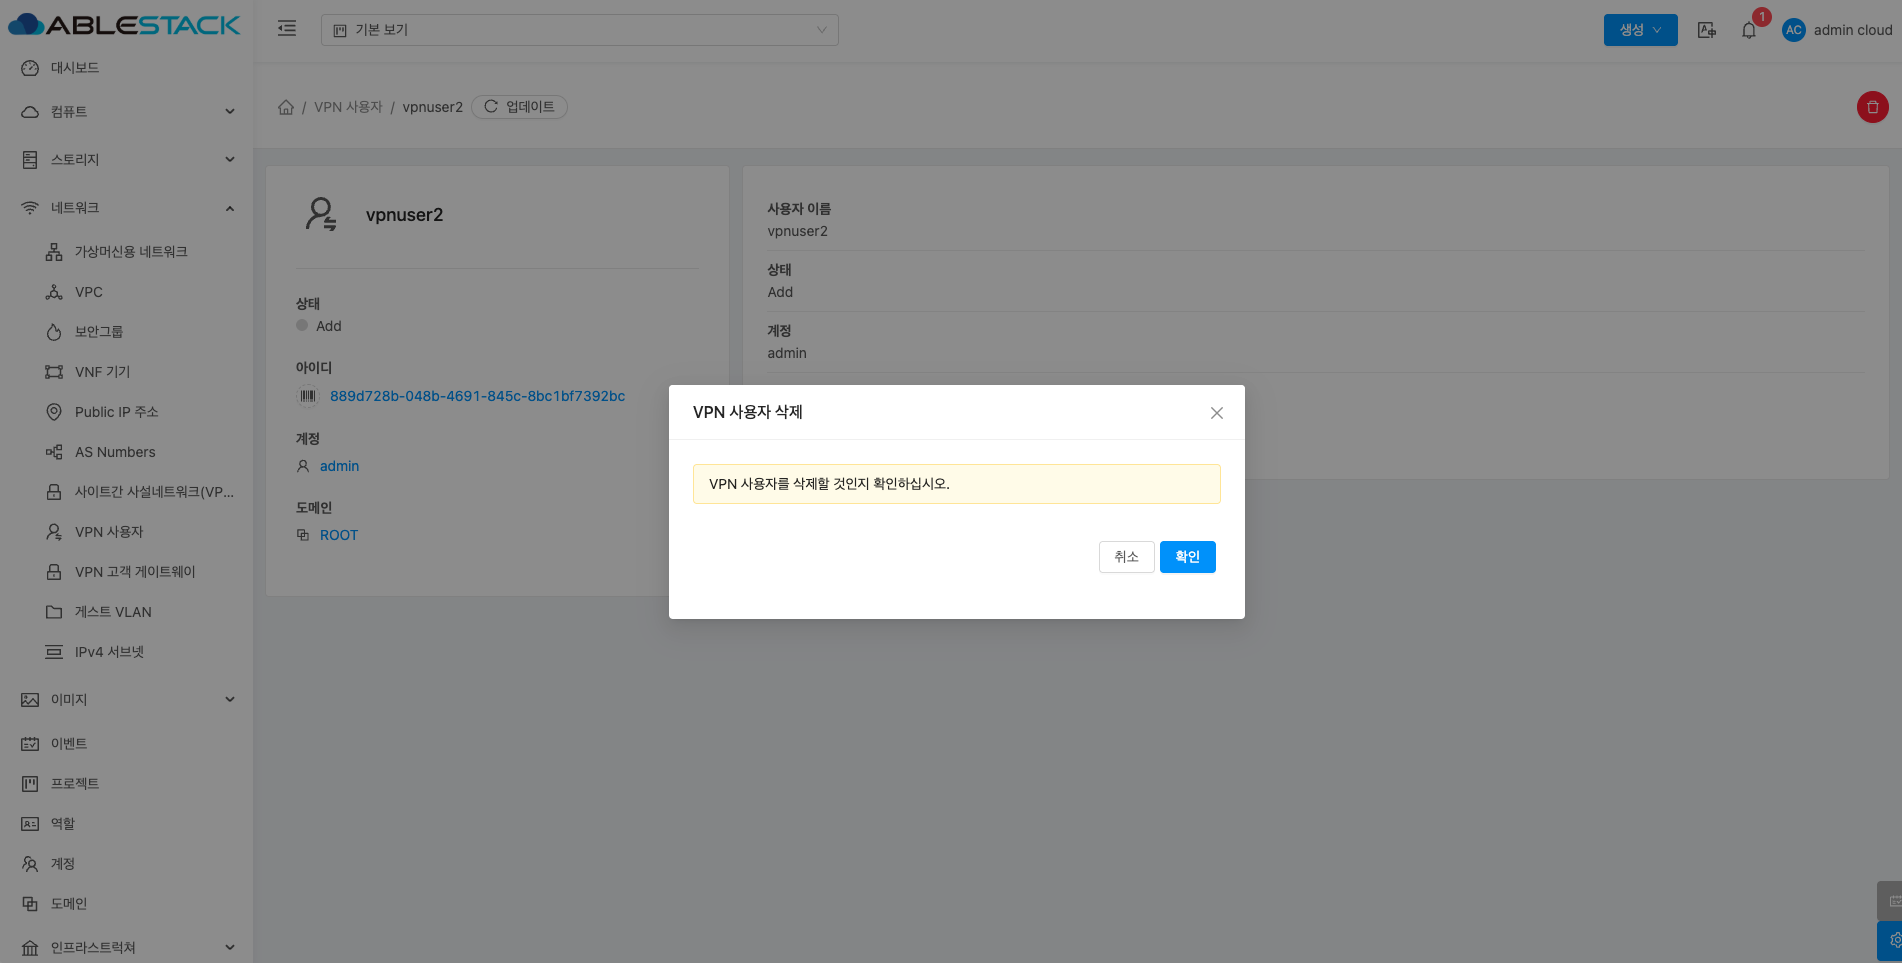 ABLESTACK
기본 보기
생성
1
AC
admin cloud
대시보드
컴퓨트
스토리지
네트워크
가상머신용 네트워크
VPC
보안그룹
VNF 기기
Public IP 주소
AS Numbers
사이트간 사설네트워크(VP...
VPN 사용자
VPN 고객 게이트웨이
게스트 VLAN
IPv4 서브넷
이미지
이벤트
프로젝트
역할
계정
도메인
인프라스트럭쳐
/ VPN 사용자 / vpnuser2
업데이트
vpnuser2
상태
Add
아이디
889d728b-048b-4691-845c-8bc1bf7392bc
계정
admin
도메인
ROOT
사용자 이름
vpnuser2
상태
Add
계정
admin
VPN 사용자 삭제
VPN 사용자를 삭제할 것인지 확인하십시오.
취소
확인